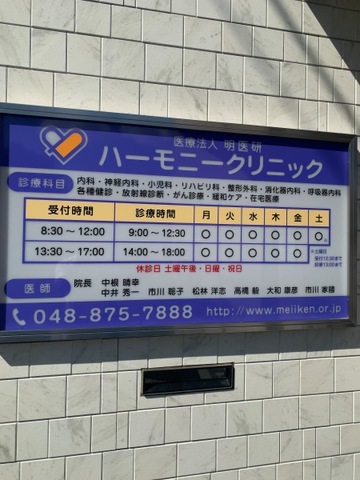 医療法人 明医研
ハーモニークリニック
診療科目 内科・神経内科・小児科・リハビリ科・整形外科・消化器内科・呼吸器内科
各種健診・放射線診断・がん診療・緩和ケア・在宅医療
受付時間 診療時間 月 火 水 木 金 土
8:30 ~ 12:00 9:00 ~ 12:30 ○ ○ ○ ○ ○ ○
13:30 ~ 17:00 14:00 ~ 18:00 ○ ○ ○ ○ ○
休診日 土曜午後・日曜・祝日
医師 院長 中根 晴幸
中井 秀一 市川 聡子 松林 洋志 高橋 毅 大和 康彦 市川 家國
048-875-7888 http://www.meiiken.or.jp